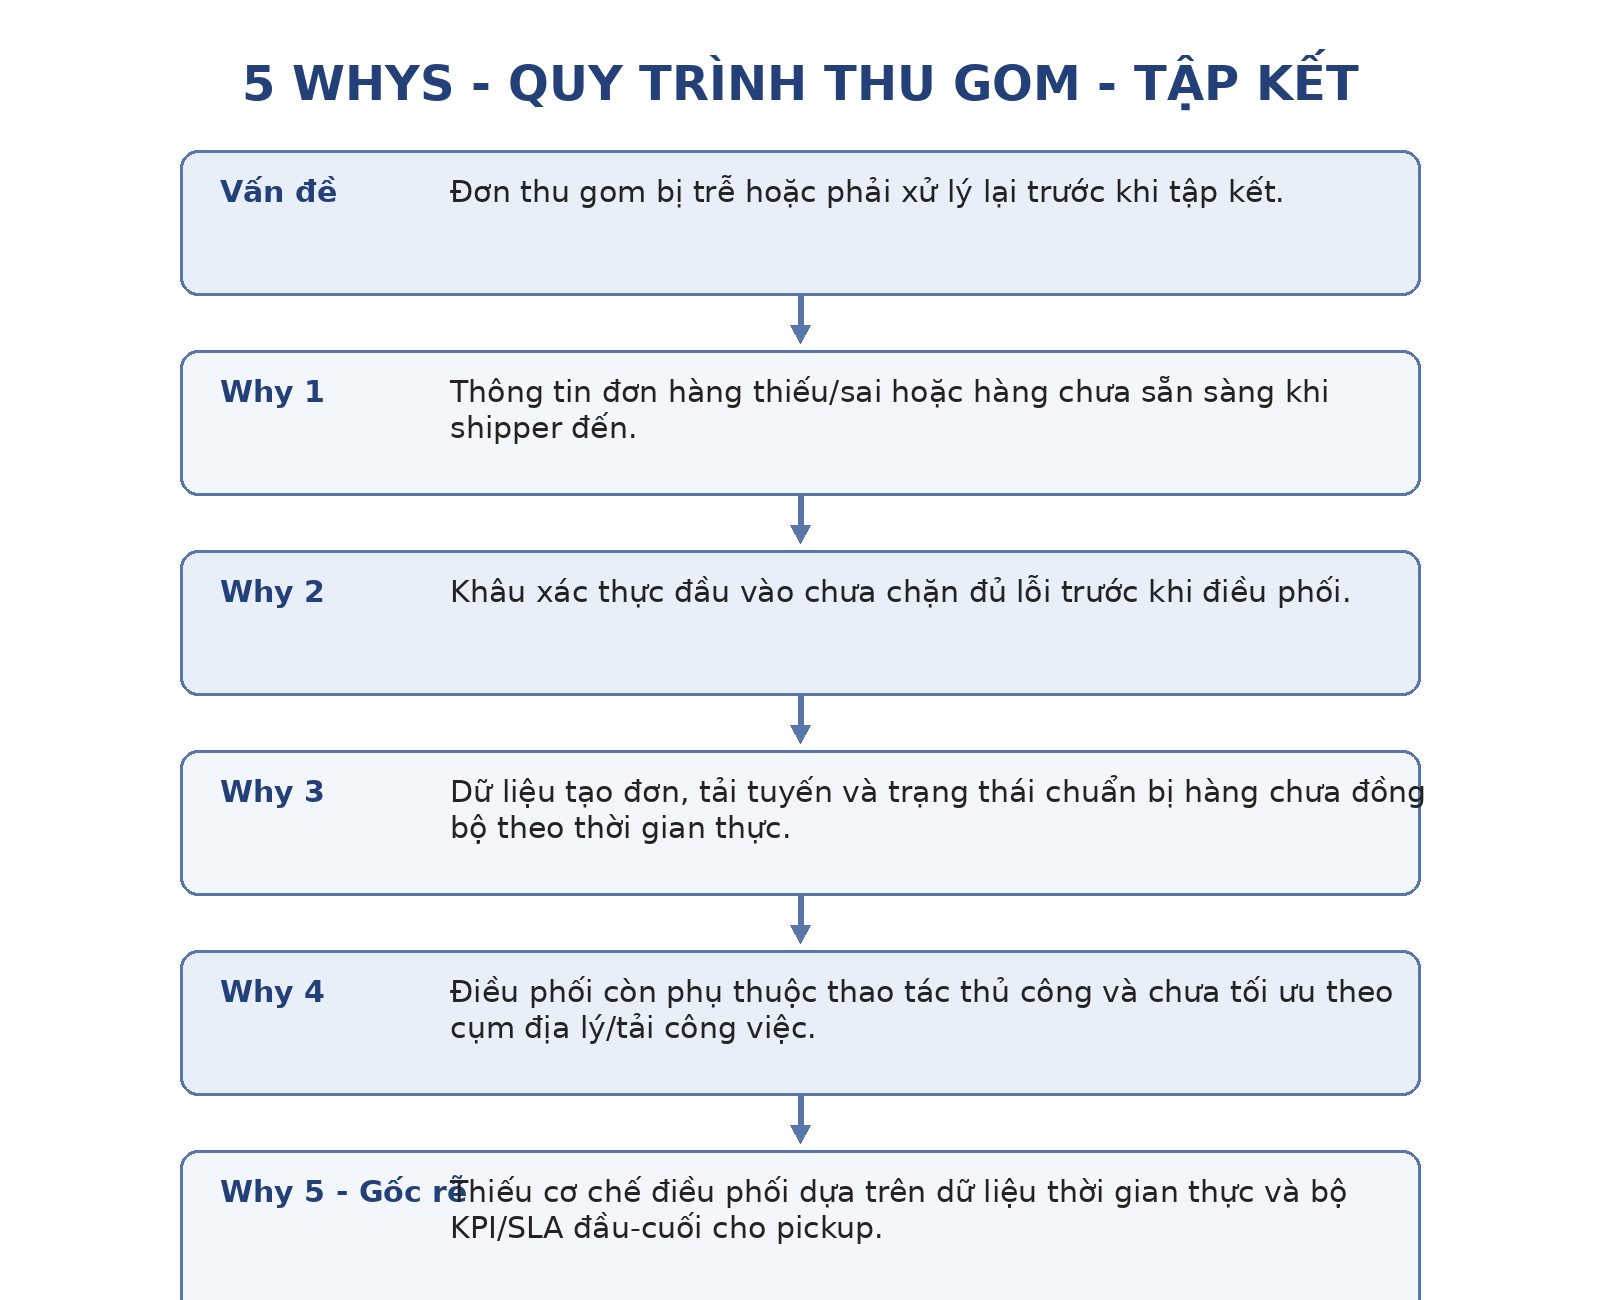 5 WHYS - QUY TRÌNH THU GOM - TẬP KẾT
Vấn đề
Đơn thu gom bị trễ hoặc phải xử lý lại trước khi tập kết.
Why 1
Thông tin đơn hàng thiếu/sai hoặc hàng chưa sẵn sàng khi
shipper đến.
Why 2
Khâu xác thực đầu vào chưa chặn đủ lỗi trước khi điều phối.
Why 3
Dữ liệu tạo đơn, tải tuyến và trạng thái chuẩn bị hàng chưa đồng
bộ theo thời gian thực.
Why 4
Điều phối còn phụ thuộc thao tác thủ công và chưa tối ưu theo
cụm địa lý/tải công việc.
Why 5 - Gốc rễ
Thiếu cơ chế điều phối dựa trên dữ liệu thời gian thực và bộ
KPI/SLA đầu-cuối cho pickup.